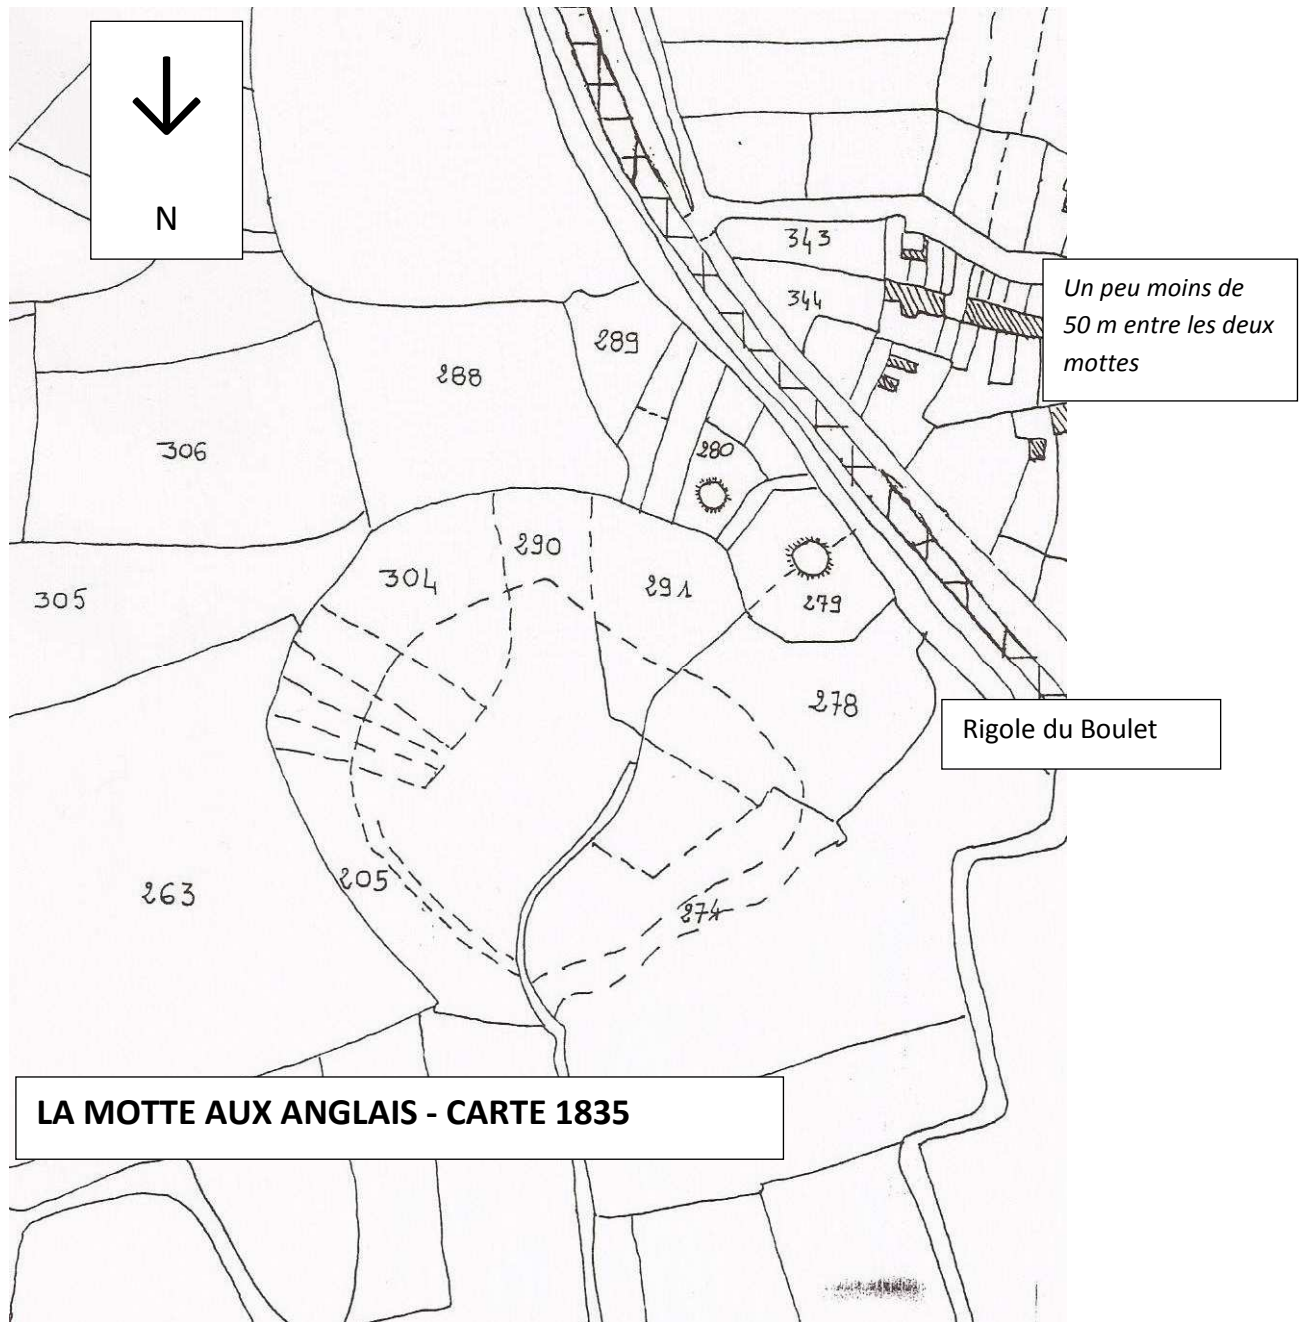 N
343
Un peu moins de
50 m entre les deux
mottes
344
289
288
306
280
290
304
291
305
279
278
Rigole du Boulet
263
205
274
LA MOTTE AUX ANGLAIS - CARTE 1835